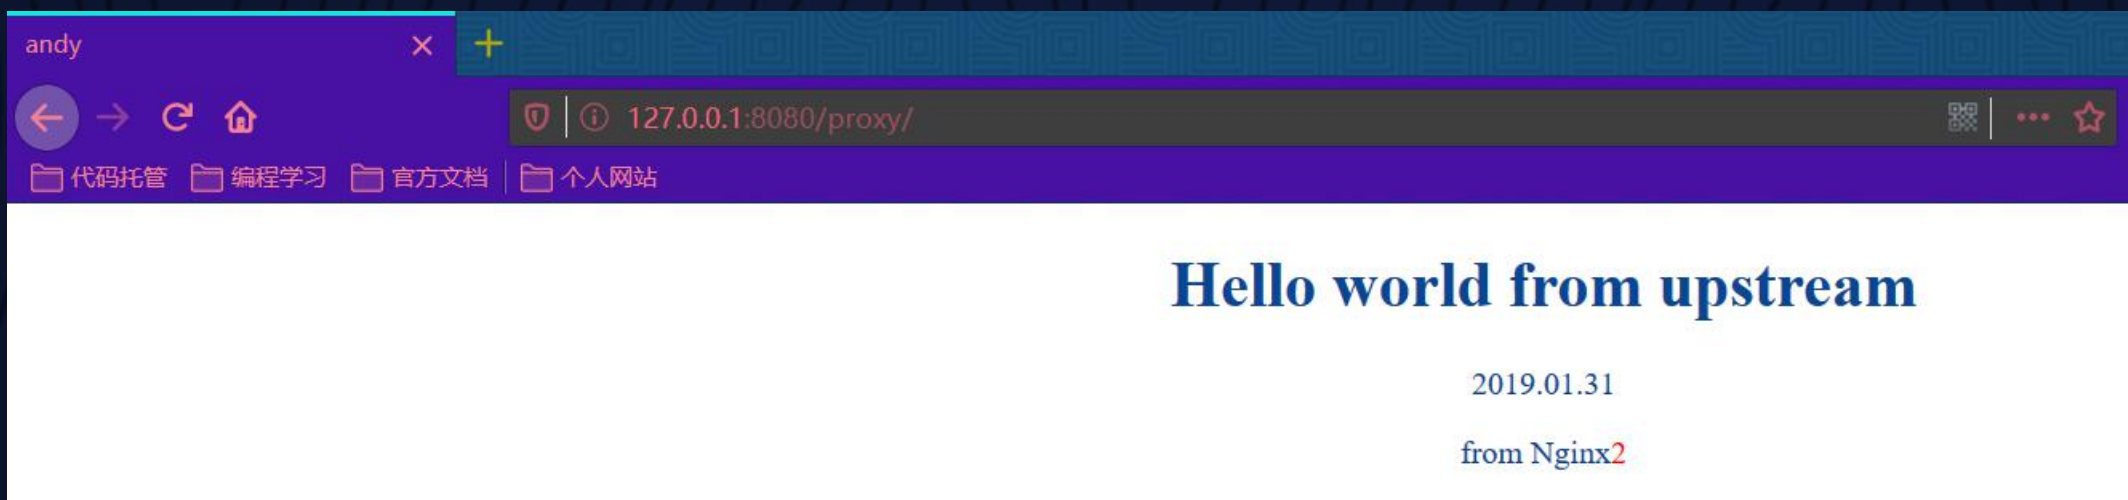 andy
127.0.0.1:8080/proxy/
代码托管 编程学习 官方文档 个人网站
Hello world from upstream
2019.01.31
from Nginx2